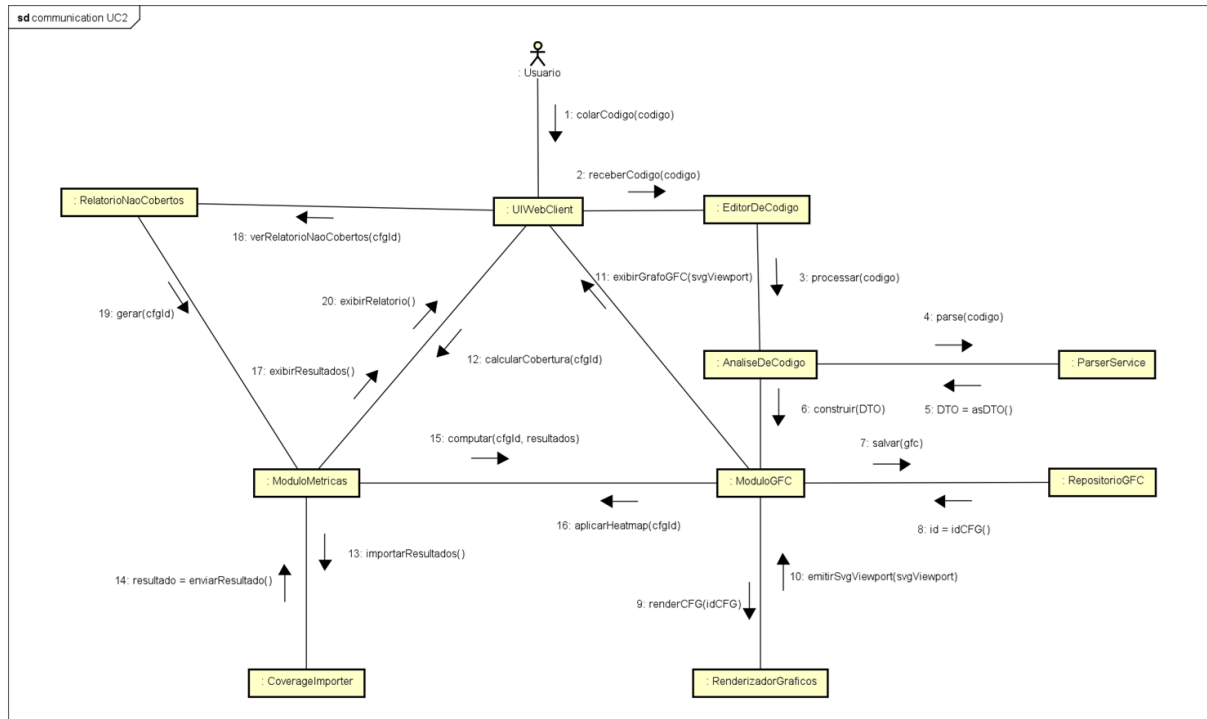 sd communication UC2
: Usuario
1: colarCodigo(codigo)
2: receberCodigo(codigo)
: RelatorioNaoCobertos
: UIWebClient
: EditorDeCodigo
18: verRelatorioNaoCobertos(cfgId)
11: exibirGrafoGFC(svgViewport)
3: processar(codigo)
20: exibirRelatorio()
19: gerar(cfgId)
4: parse(codigo)
12: calcularCobertura(cfgId)
: AnaliseDeCodigo
: ParserService
17: exibirResultados()
6: construir(DTO)
5: DTO = asDTO()
15: computar(cfgId, resultados)
7: salvar(gfc)
: ModuloMetricas
: ModuloGFC
: RepositorioGFC
16: aplicarHeatmap(cfgId)
8: id = idCFG()
13: importarResultados()
14: resultado = enviarResultado()
10: emitirSvgViewport(svgViewport)
9: renderCFG(idCFG)
: CoverageImporter
: RenderizadorGraficos